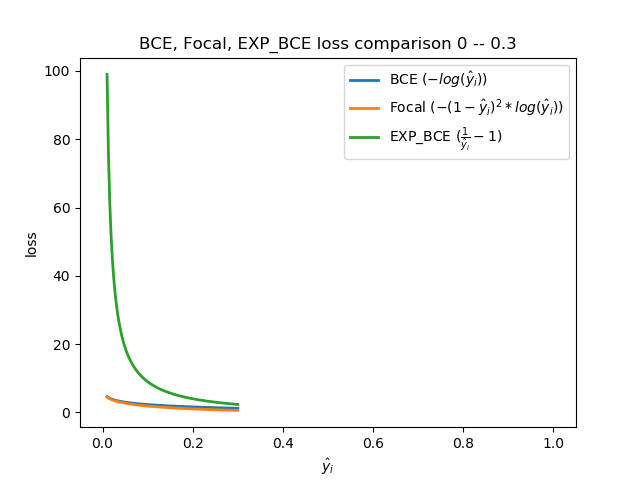 BCE, Focal, EXP_BCE loss comparison 0 -- 0.3
BCE (−log(ŷᵢ))
Focal (−(1 − ŷᵢ)² * log(ŷᵢ))
EXP_BCE (1/ŷᵢ − 1)
loss
100
80
60
40
20
0
0.0 0.2 0.4 0.6 0.8 1.0
ŷᵢ